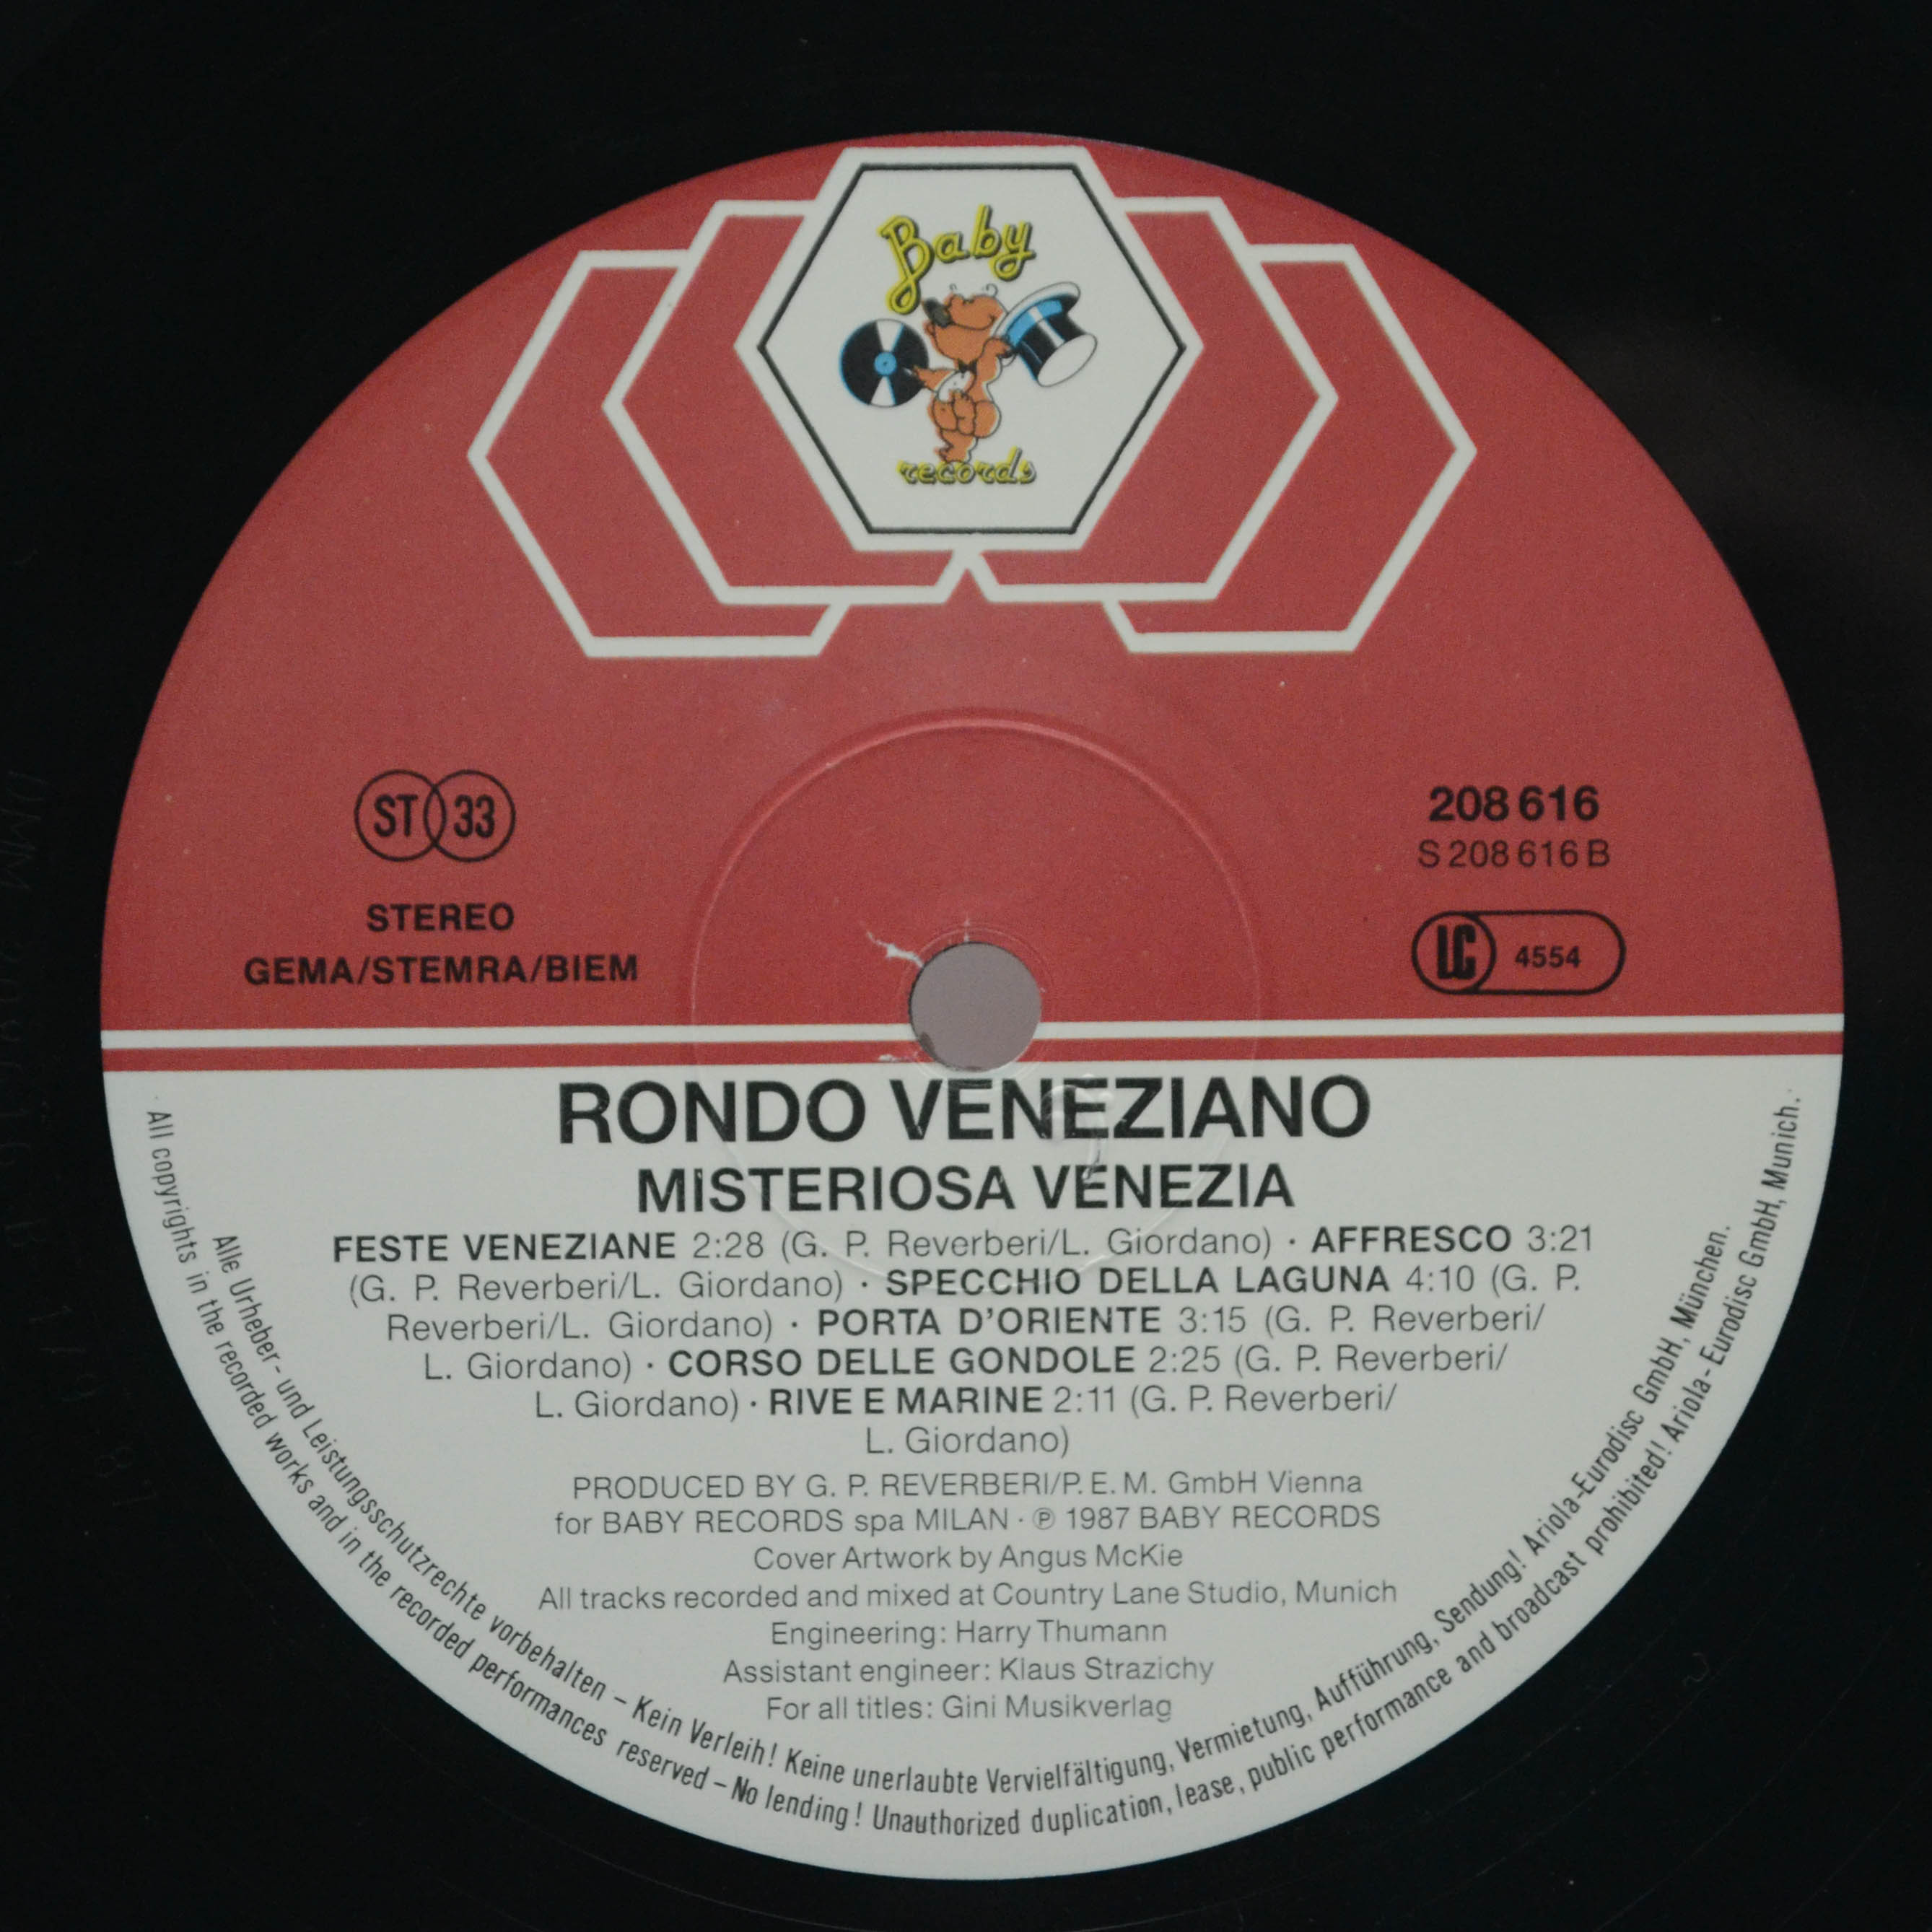 Baby
records
ST 33
208 616
S 208 616 B
STEREO
LC 4554
GEMA/STEMRA/BIEM
RONDO VENEZIANO
MISTERIOSA VENEZIA
FESTE VENEZIANE 2:28 (G. P. Reverberi/L. Giordano) · AFFRESCO 3:21
(G. P. Reverberi/L. Giordano) · SPECCHIO DELLA LAGUNA 4:10 (G. P.
Reverberi/L. Giordano) · PORTA D'ORIENTE 3:15 (G. P. Reverberi/
L. Giordano) · CORSO DELLE GONDOLE 2:25 (G. P. Reverberi/
L. Giordano) · RIVE E MARINE 2:11 (G. P. Reverberi/
L. Giordano)
PRODUCED BY G. P. REVERBERI/P. E. M. GmbH Vienna
for BABY RECORDS spa MILAN · ℗ 1987 BABY RECORDS
Cover Artwork by Angus McKie
All tracks recorded and mixed at Country Lane Studio, Munich
Engineering: Harry Thumann
Assistant engineer: Klaus Strazichy
For all titles: Gini Musikverlag
Alle Urheber- und Leistungsschutzrechte vorbehalten – Kein Verleih! Keine unerlaubte Vervielfältigung, Vermietung, Aufführung, Sendung! Ariola-Eurodisc GmbH, München.
All copyrights in the recorded works and in the recorded performances reserved – No lending! Unauthorized duplication, lease, public performance and broadcast prohibited! Ariola-Eurodisc GmbH, Munich.